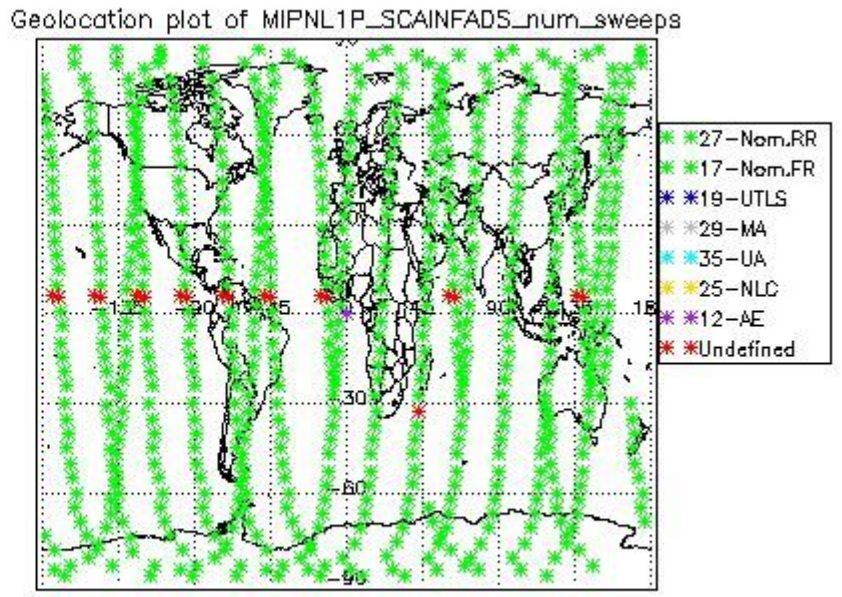 Geolocation plot of MIPNL1P_SCAINFADS_num_sweeps
27-Nom.RR
17-Nom.FR
19-UTLS
29-MA
35-UA
25-NLC
12-AE
Undefined
90
-30
-60
-90